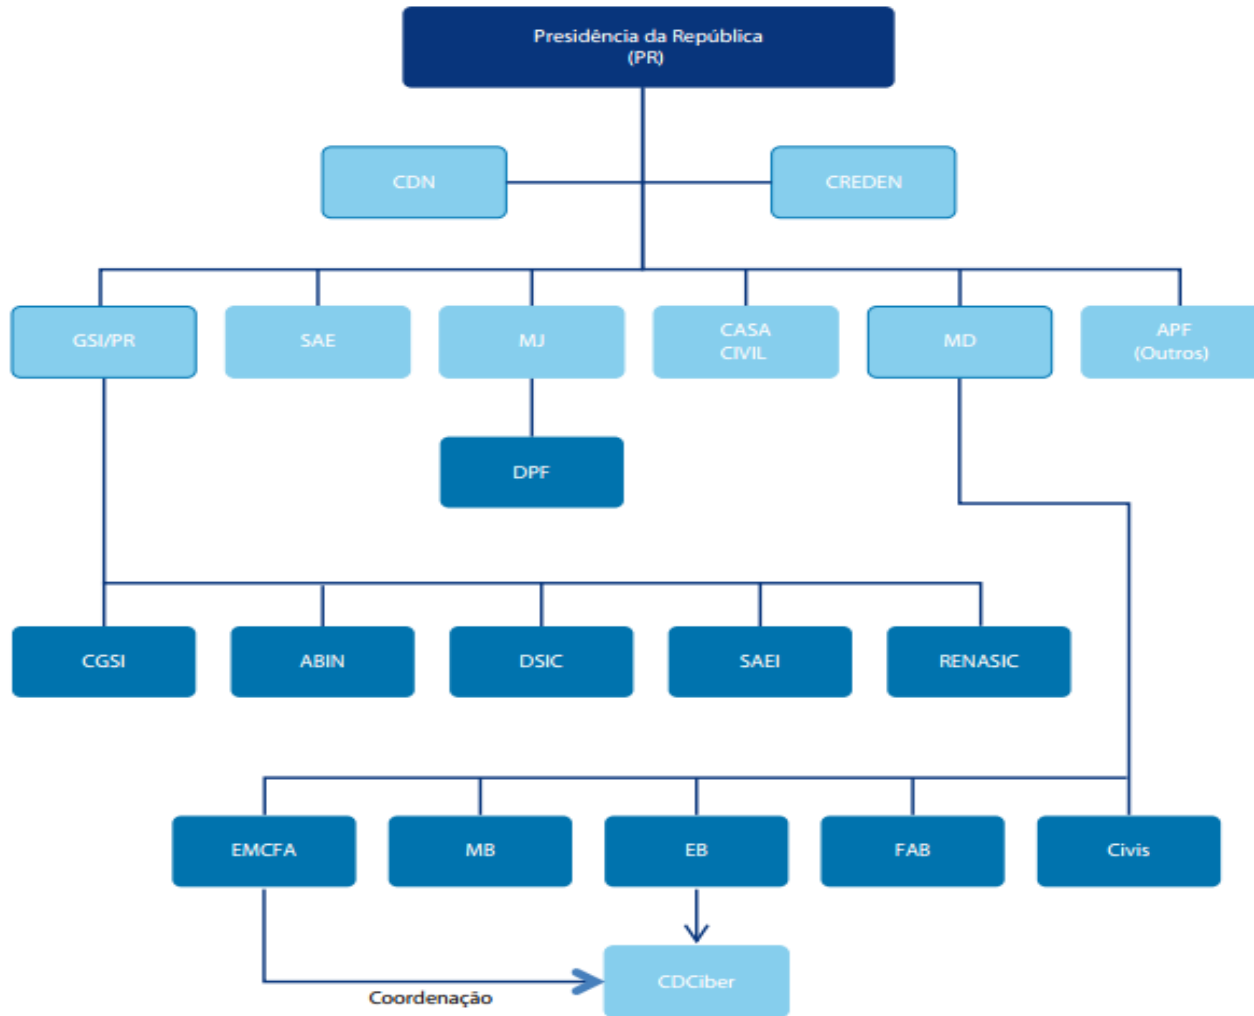 Presidência da República
(PR)
CDN
CREDEN
GSI/PR
SAE
MJ
CASA
CIVIL
MD
APF
(Outros)
DPF
CGSI
ABIN
DSIC
SAEI
RENASIC
EMCFA
MB
EB
FAB
Civis
CDCiber
Coordenação